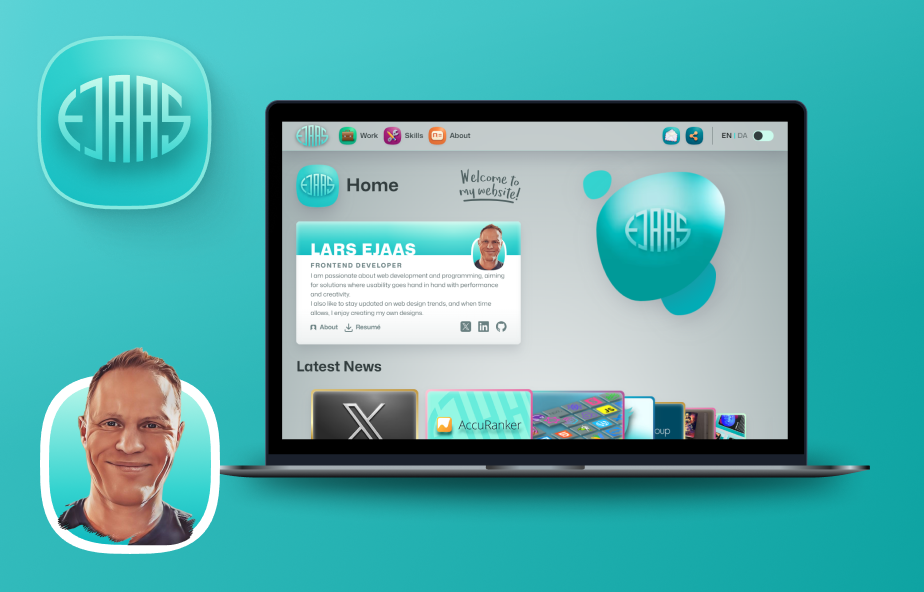 EJAAS
EJAAS Work Skills About EN | DA
EJAAS Home
Welcome to
my website!
EJAAS
LARS EJAAS
FRONTEND DEVELOPER
I am passionate about web development and programming, aiming
for solutions where usability goes hand in hand with performance
and creativity.
I also like to stay updated on web design trends, and when time
allows, I enjoy creating my own designs.
About Resumé
Latest News
X
AccuRanker
oup